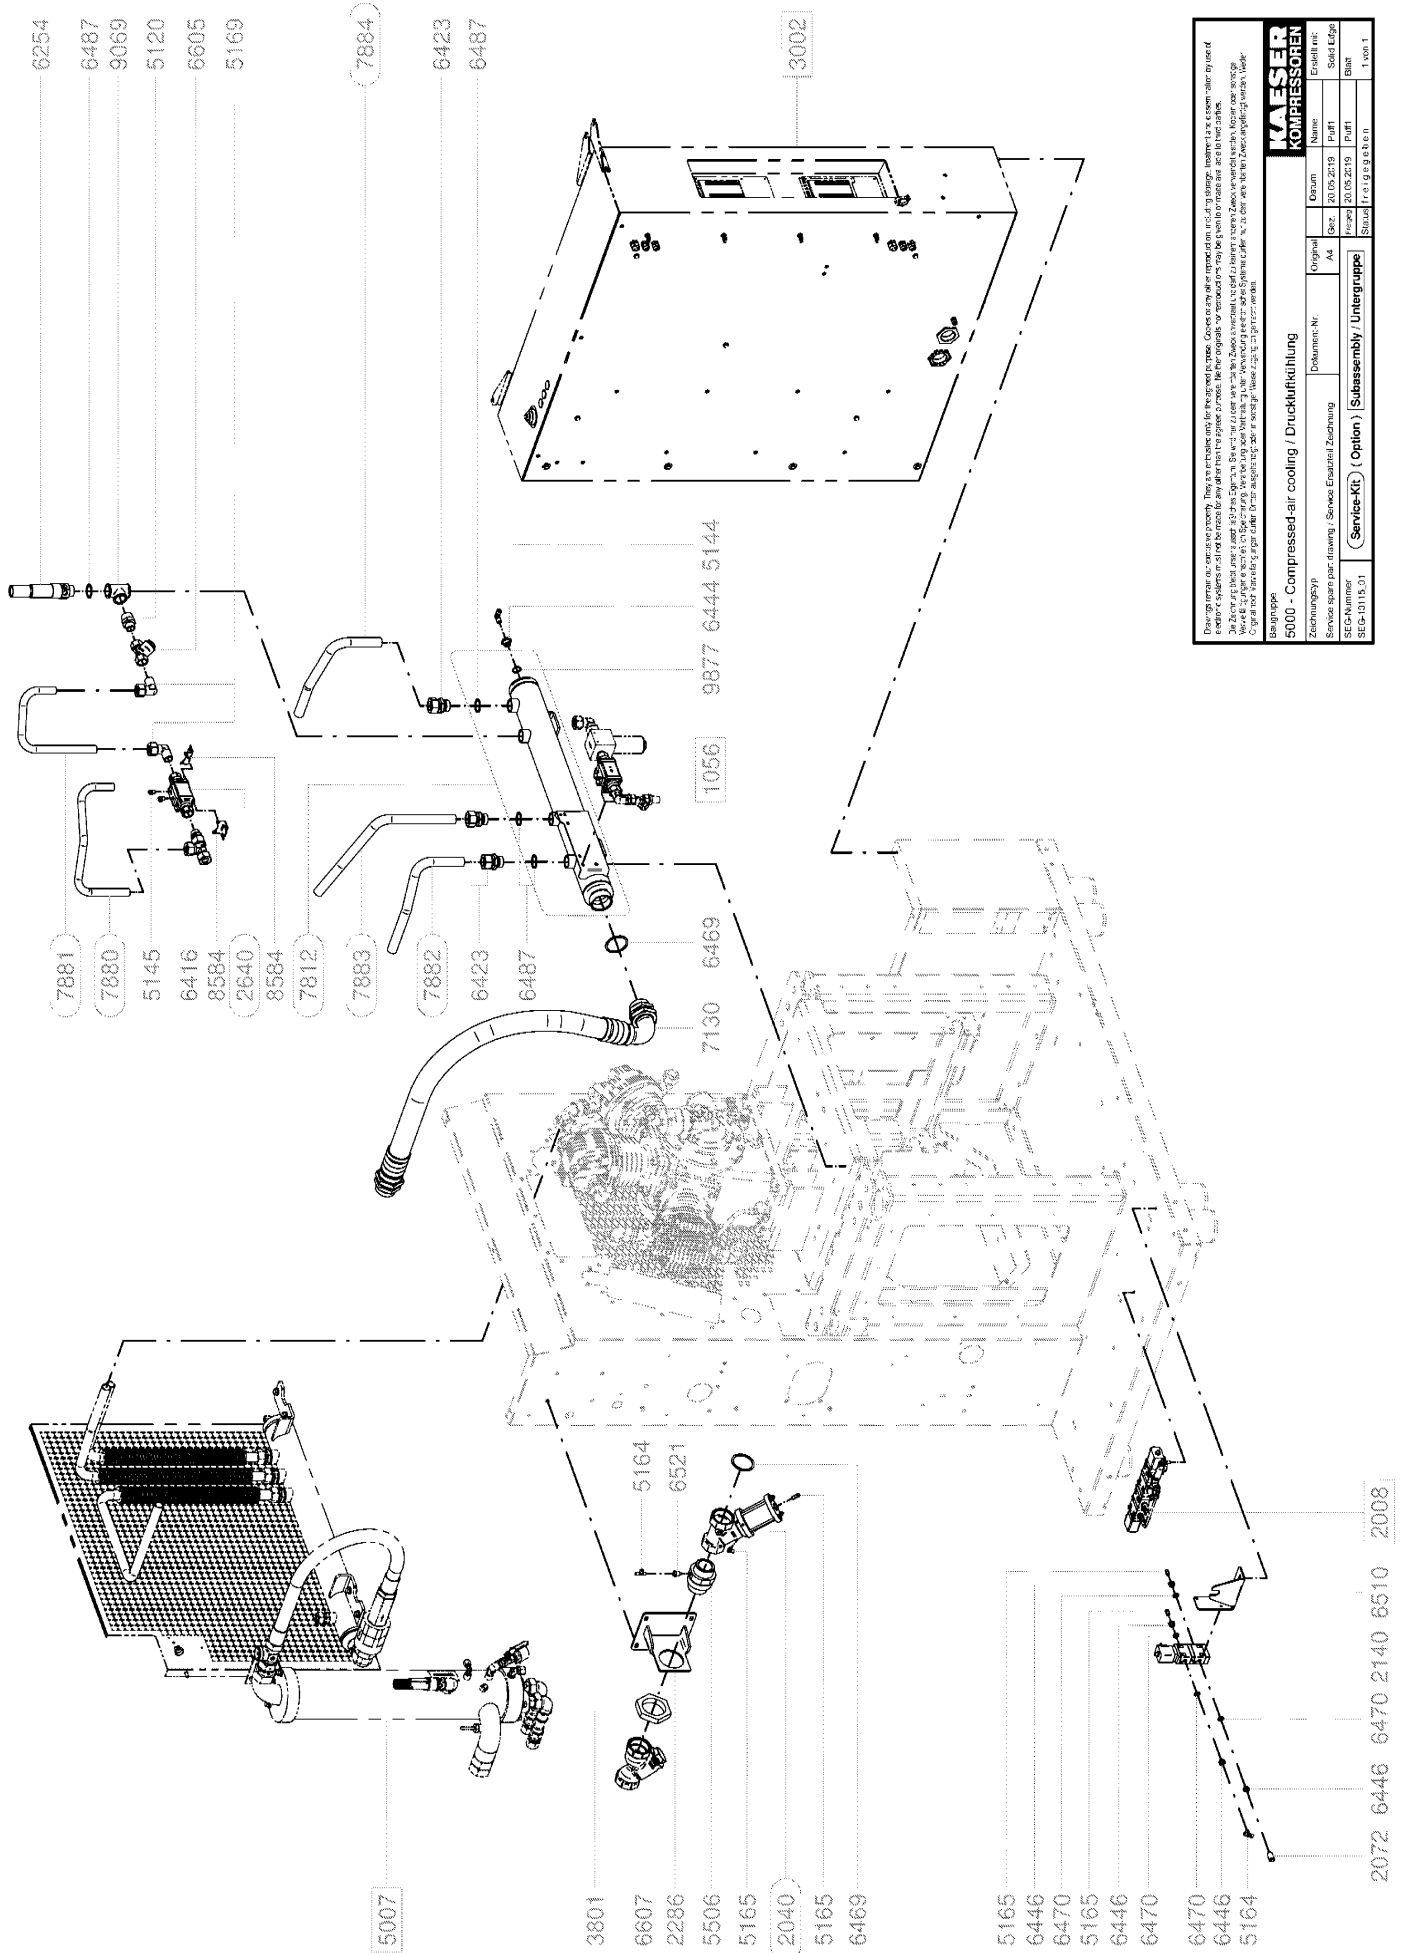 6254
6487
9069
5120
6605
5169
7884
6423
6487
3002
9877 6444 5144
1056
7881
7880
5145
6416
8584
2640
8584
7812
7883
7882
6423
6487
7130 6469
5164
6521
5007
3801
6607
2286
5506
5165
2040
5165
6469
5165
6446
6470
5165
6446
6470
6470
6446
5164
2072 6446 6470 2140 6510 2008
KAESER
KOMPRESSOREN
Baugruppe
5000 - Compressed-air cooling / Druckluftkühlung
Zeichnungstyp
Service spare part drawing / Service Ersatzteil Zeichnung
Dokument-Nr.
Original
A4
Datum Name Erstellt mit:
Gez. 20.05.2019 Puff1 Solid Edge
Freigeg 20.05.2019 Puff1 Blatt
Status freigegeben 1 von 1
SEG-Nummer
SEG-10115_01
Service-Kit ( Option ) Subassembly / Untergruppe